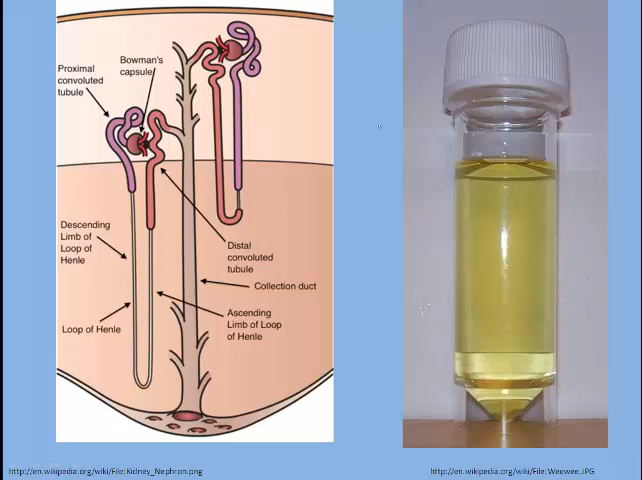 Bowman's
capsule
Proximal
convoluted
tubule
Descending
Limb of
Loop of
Henle
Distal
convoluted
tubule
Collection duct
Ascending
Limb of Loop
of Henle
Loop of Henle
http://en.wikipedia.org/wiki/File:Kidney_Nephron.png
http://en.wikipedia.org/wiki/File:Weewee.JPG